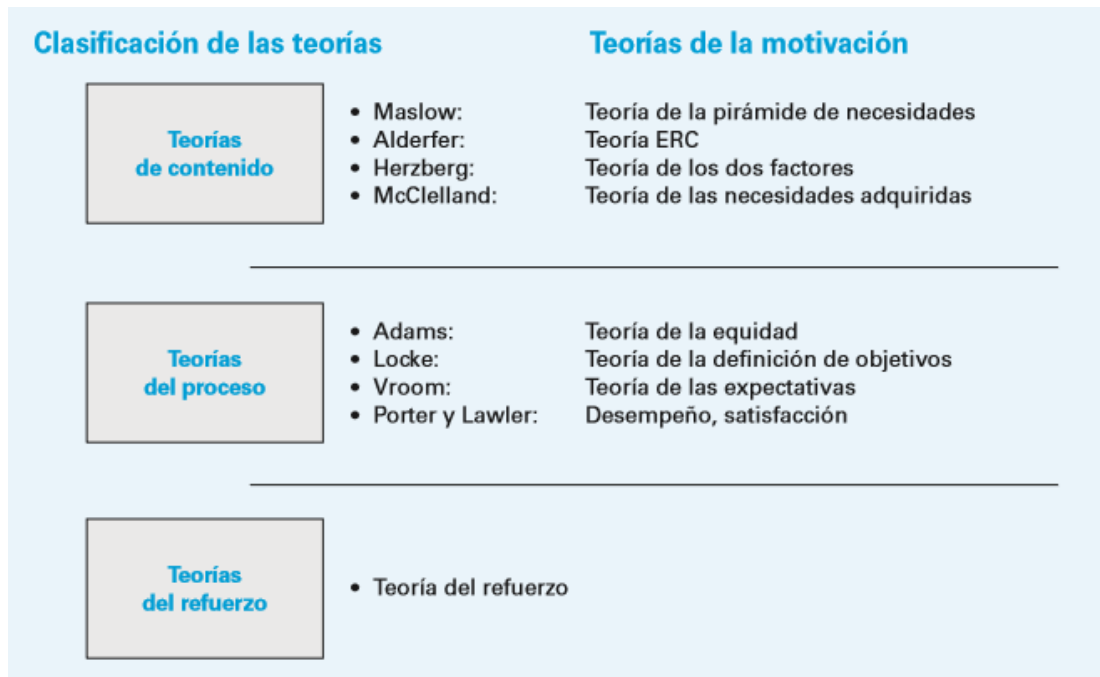 Clasificación de las teorías Teorías de la motivación
Teorías
de contenido
• Maslow: Teoría de la pirámide de necesidades
• Alderfer: Teoría ERC
• Herzberg: Teoría de los dos factores
• McClelland: Teoría de las necesidades adquiridas
Teorías
del proceso
• Adams: Teoría de la equidad
• Locke: Teoría de la definición de objetivos
• Vroom: Teoría de las expectativas
• Porter y Lawler: Desempeño, satisfacción
Teorías
del refuerzo
• Teoría del refuerzo